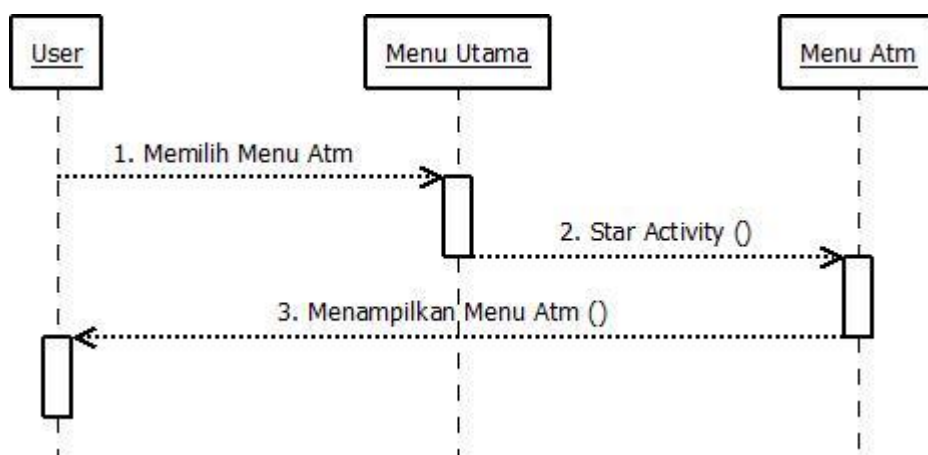 User
Menu Utama
Menu Atm
1. Memilih Menu Atm
2. Star Activity ()
3. Menampilkan Menu Atm ()